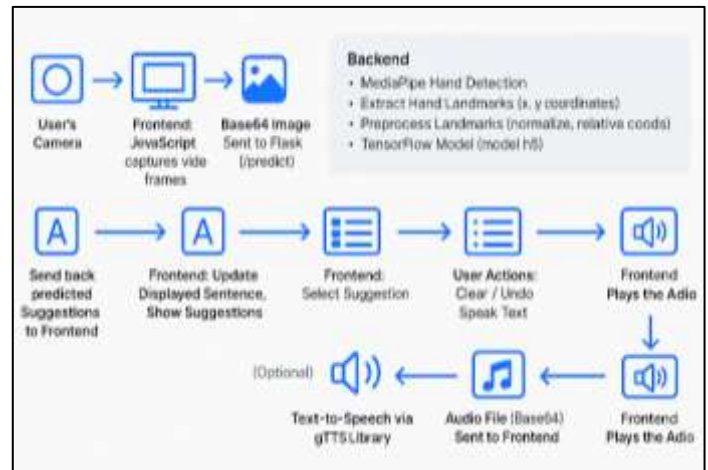 Backend
• MediaPipe Hand Detection
• Extract Hand Landmarks (x, y coordinates)
• Preprocess Landmarks (normalize, relative coods)
• TensorFlow Model (model h5)
User's
Camera
Frontend:
JavaScript
captures vide
frames
Base64 Image
Sent to Flask
(/predict)
A
Send back
predicted
Suggestions
to Frontend
A
Frontend: Update
Displayed Sentence,
Show Suggestions
Frontend:
Select Suggestion
User Actions:
Clear / Undo
Speak Text
Frontend
Plays the Adio
(Optional)
Text-to-Speech via
gTTS Library
Audio File (Base64)
Sent to Frontend
Frontend
Plays the Adio